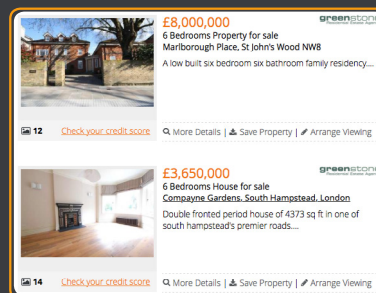 £8,000,000
greenstone
6 Bedrooms Property for sale
Marlborough Place, St John's Wood NW8
A low built six bedroom six bathroom family residency....
12 Check your credit score
More Details | Save Property | Arrange Viewing
£3,650,000
greenstone
6 Bedrooms House for sale
Compayne Gardens, South Hampstead, London
Double fronted period house of 4373 sq ft in one of
south hampstead's premier roads....
14 Check your credit score
More Details | Save Property | Arrange Viewing